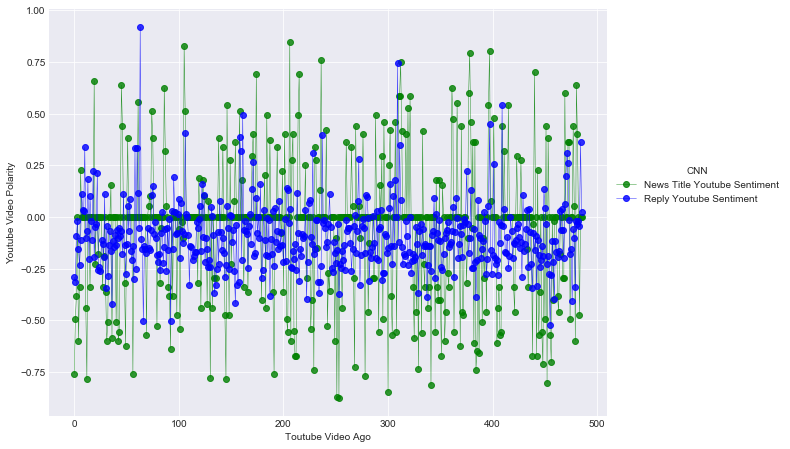 1.00
0.75
0.50
0.25
0.00
−0.25
−0.50
−0.75
Youtube Video Polarity
0 100 200 300 400 500
Toutube Video Ago
CNN
News Title Youtube Sentiment
Reply Youtube Sentiment